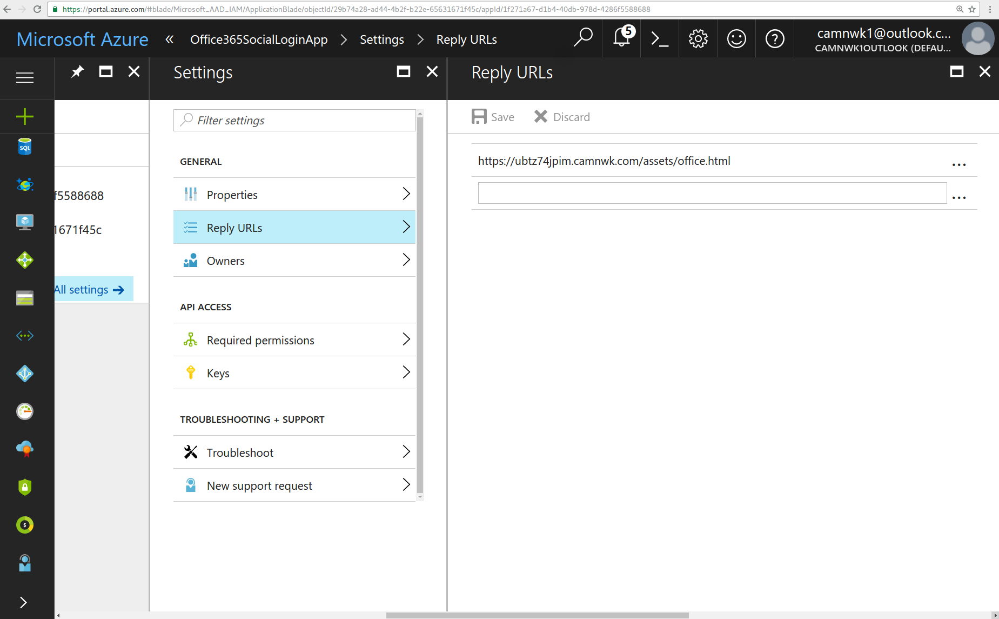 https://portal.azure.com/#blade/Microsoft_AAD_IAM/ApplicationBlade/objectId/29b74a28-ad44-4b2f-b22e-65631671f45c/appId/1f271a67-d1b4-40db-978d-4286f5588688
Microsoft Azure
Office365SocialLoginApp
Settings
Reply URLs
5
camnwk1@outlook.c...
CAMNWK1OUTLOOK (DEFAU...
Settings
Reply URLs
Filter settings
Save
Discard
SQL
GENERAL
https://ubtz74jpim.camnwk.com/assets/office.html
...
f5588688
Properties
...
1671f45c
Reply URLs
Owners
All settings
API ACCESS
Required permissions
Keys
TROUBLESHOOTING + SUPPORT
Troubleshoot
New support request
$